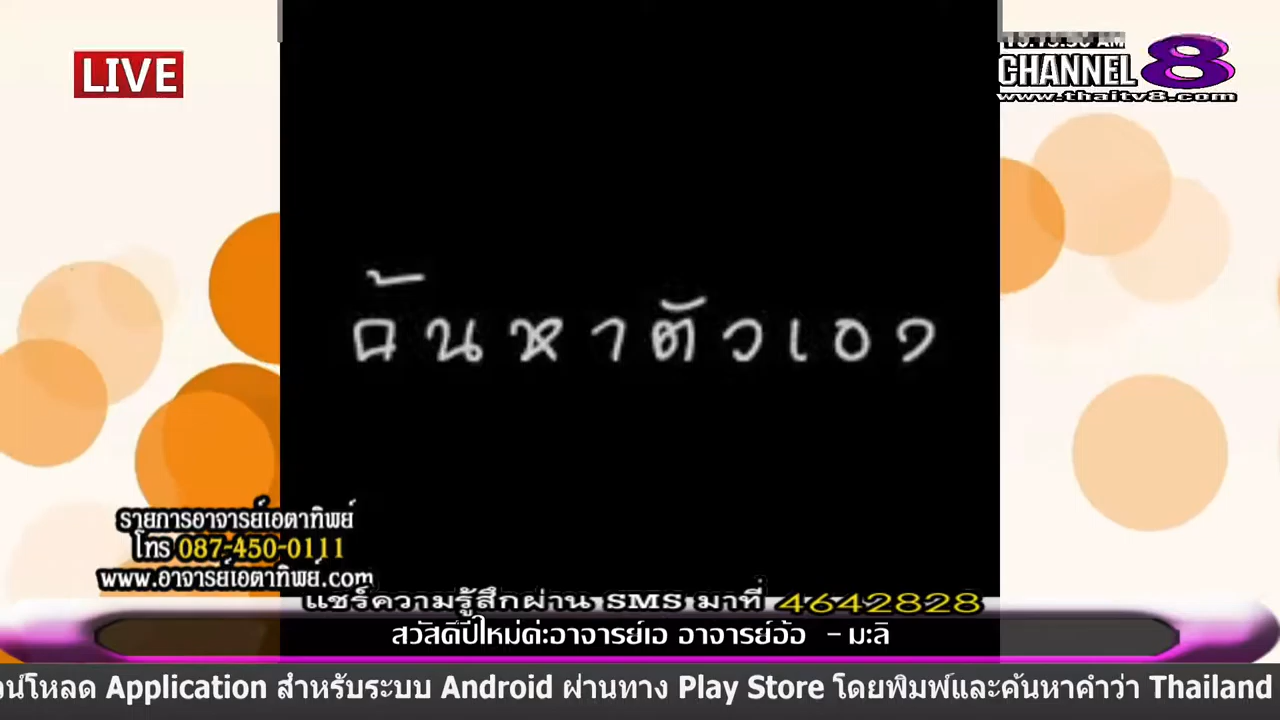 LIVE
CHANNEL 8
www.thaitv8.com
ค้นหาตัวเอง
รายการอาจารย์เอตาทิพย์
โทร 087-450-0111
www.อาจารย์เอตาทิพย์.com
แชร์ความรู้สึกผ่าน SMS มาที่ 4642828
สวัสดีปีใหม่ค่ะอาจารย์เอ อาจารย์อ้อ - มะลิ
วน์โหลด Application สำหรับระบบ Android ผ่านทาง Play Store โดยพิมพ์และค้นหาคำว่า Thailand